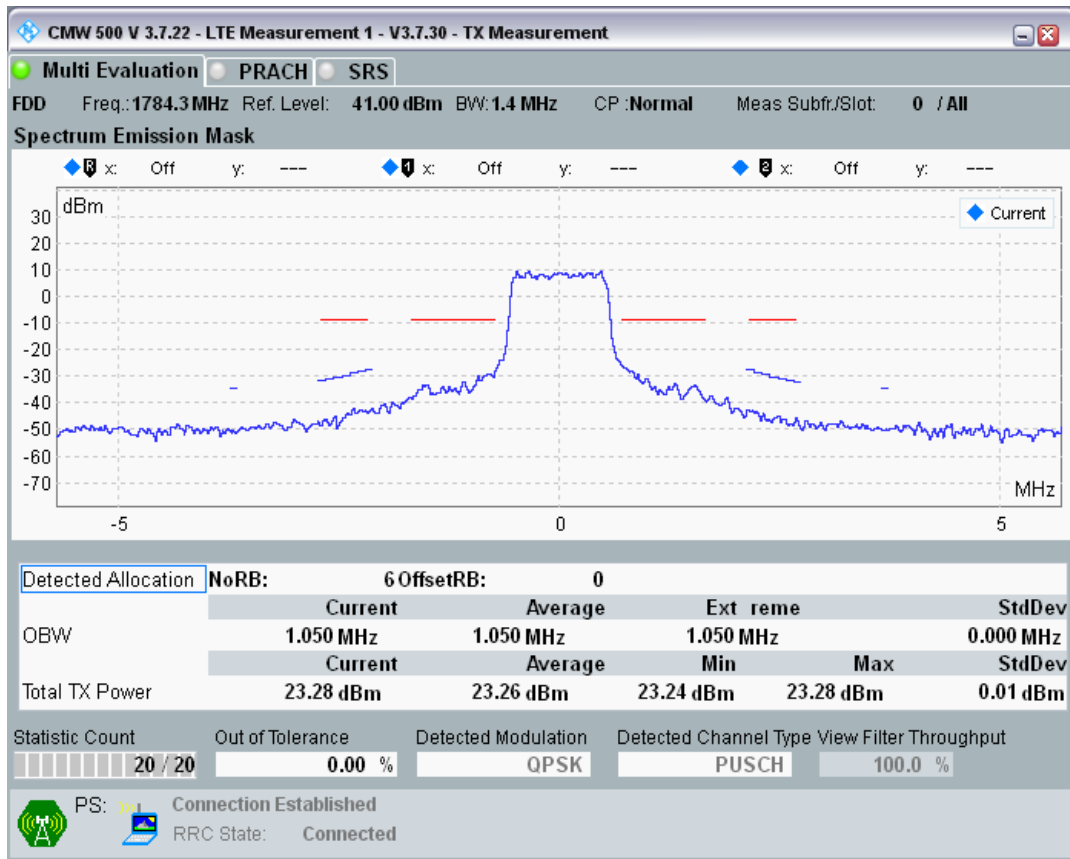 CMW 500 V 3.7.22 - LTE Measurement 1 - V3.7.30 - TX Measurement
Multi Evaluation PRACH SRS
FDD Freq.: 1784.3 MHz Ref. Level: 41.00 dBm BW: 1.4 MHz CP :Normal Meas Subfr./Slot: 0 / All
Spectrum Emission Mask
R x: Off y: --- 1 x: Off y: --- 2 x: Off y: ---
dBm
Current
30
20
10
0
-10
-20
-30
-40
-50
-60
-70
MHz
-5 0 5
Detected Allocation NoRB: 6 OffsetRB: 0
Current Average Ext reme StdDev
OBW 1.050 MHz 1.050 MHz 1.050 MHz 0.000 MHz
Current Average Min Max StdDev
Total TX Power 23.28 dBm 23.26 dBm 23.24 dBm 23.28 dBm 0.01 dBm
Statistic Count Out of Tolerance Detected Modulation Detected Channel Type View Filter Throughput
20 / 20 0.00 % QPSK PUSCH 100.0 %
PS: Connection Established
RRC State: Connected